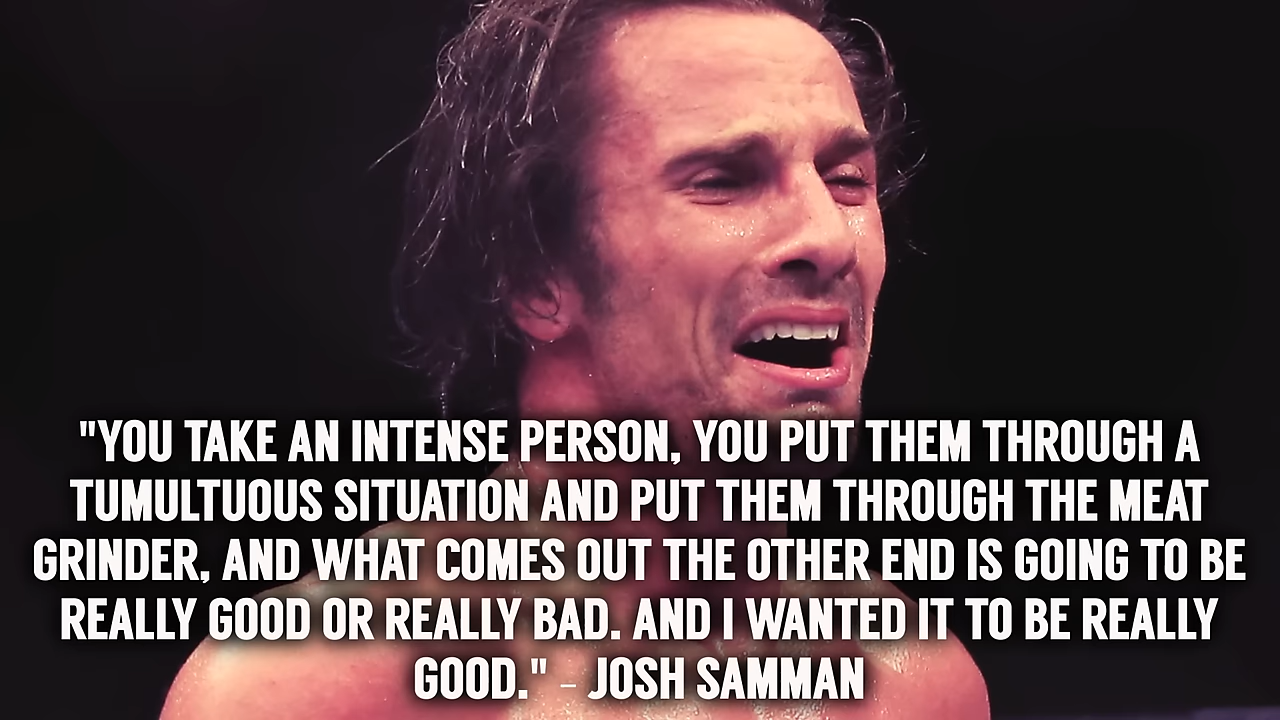 "YOU TAKE AN INTENSE PERSON, YOU PUT THEM THROUGH A
TUMULTUOUS SITUATION AND PUT THEM THROUGH THE MEAT
GRINDER, AND WHAT COMES OUT THE OTHER END IS GOING TO BE
REALLY GOOD OR REALLY BAD. AND I WANTED IT TO BE REALLY
GOOD." – JOSH SAMMAN